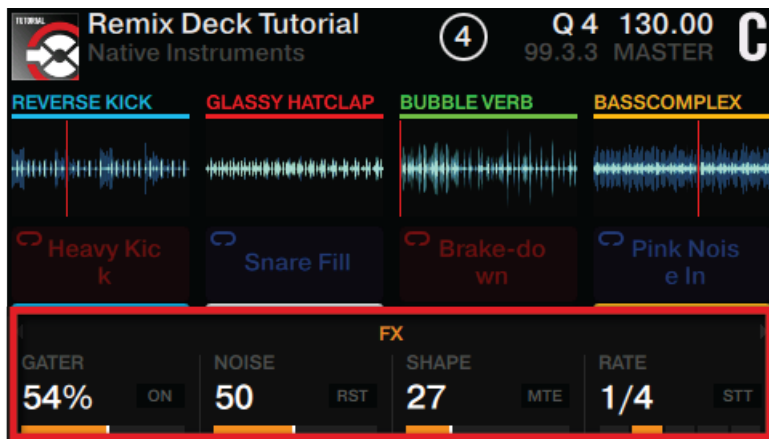 TUTORIAL
Remix Deck Tutorial
Native Instruments
4
Q 4 130.00
99.3.3 MASTER
C
REVERSE KICK GLASSY HATCLAP BUBBLE VERB BASSCOMPLEX
Heavy Kic
k
Snare Fill
Brake-do
wn
Pink Nois
e In
FX
GATER NOISE SHAPE RATE
54% ON 50 RST 27 MTE 1/4 STT